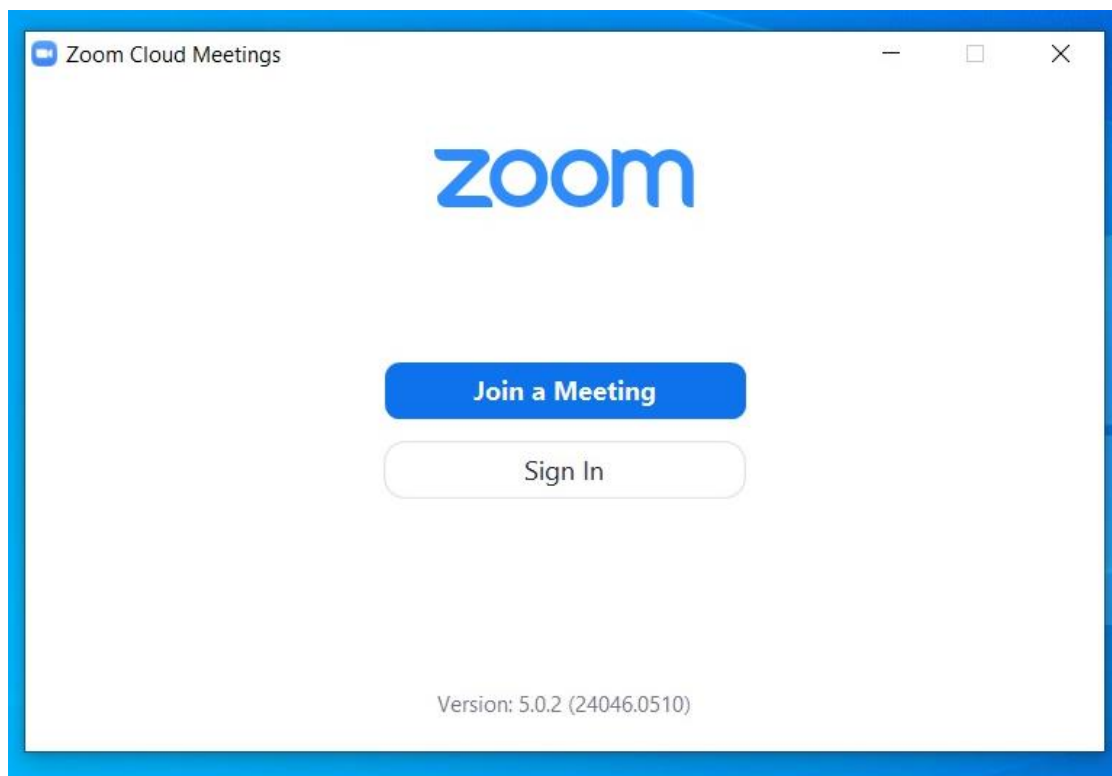 Zoom Cloud Meetings
zoom
Join a Meeting
Sign In
Version: 5.0.2 (24046.0510)